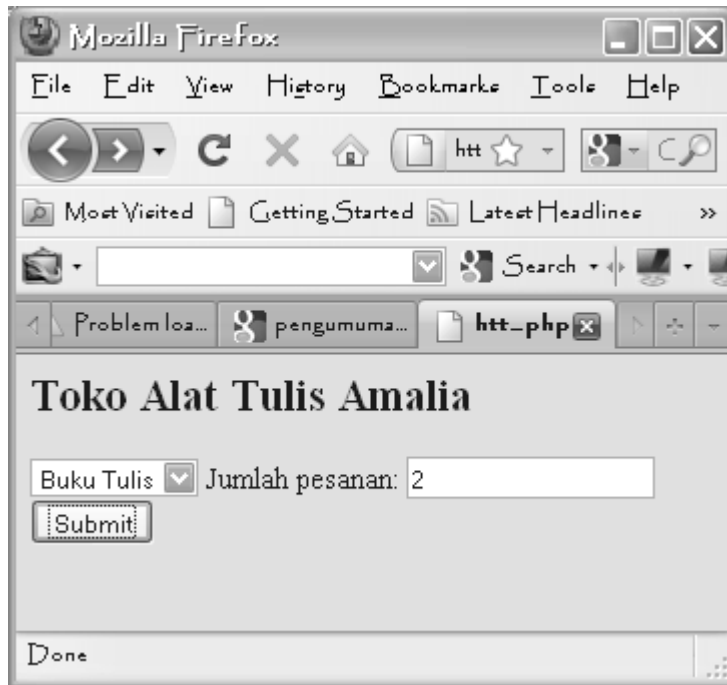 Mozilla Firefox
File Edit View History Bookmarks Tools Help
htt
Most Visited Getting Started Latest Headlines »
Search
Problem loa... pengumuma... htt_php
Toko Alat Tulis Amalia
Buku Tulis Jumlah pesanan: 2
Submit
Done